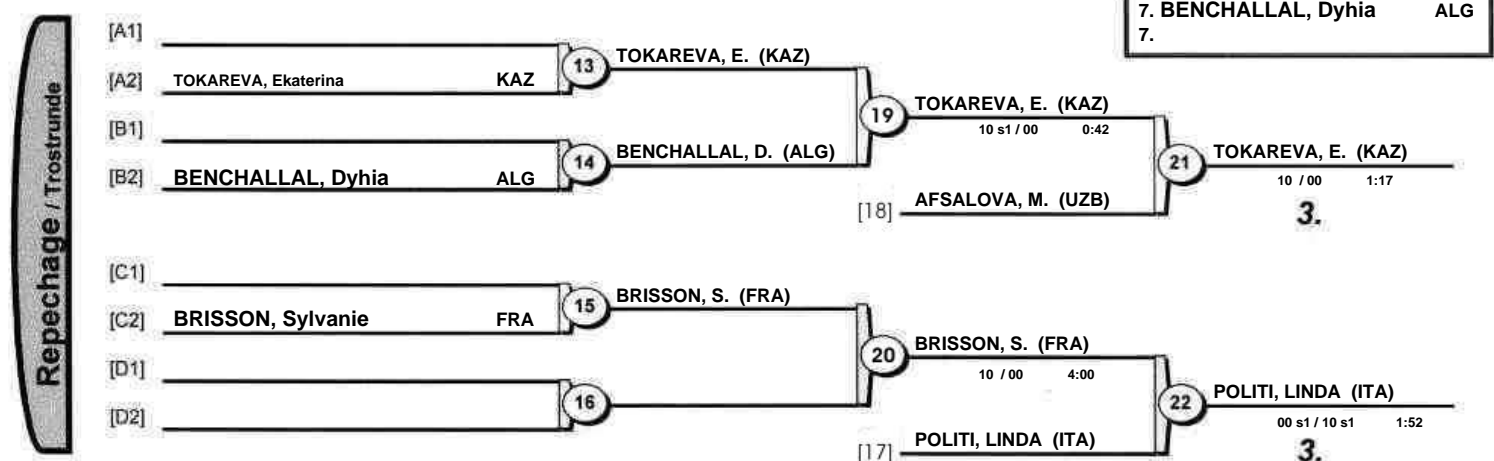 7. BENCHALLAL, Dyhia ALG
7.
Repechage / Trostrunde
[A1]
[A2] TOKAREVA, Ekaterina KAZ
13
TOKAREVA, E. (KAZ)
[B1]
[B2] BENCHALLAL, Dyhia ALG
14
BENCHALLAL, D. (ALG)
19
TOKAREVA, E. (KAZ)
10 s1 / 00 0:42
[18] AFSALOVA, M. (UZB)
21
TOKAREVA, E. (KAZ)
10 / 00 1:17
3.
[C1]
[C2] BRISSON, Sylvanie FRA
15
BRISSON, S. (FRA)
[D1]
[D2]
16
20
BRISSON, S. (FRA)
10 / 00 4:00
[17] POLITI, LINDA (ITA)
22
POLITI, LINDA (ITA)
00 s1 / 10 s1 1:52
3.